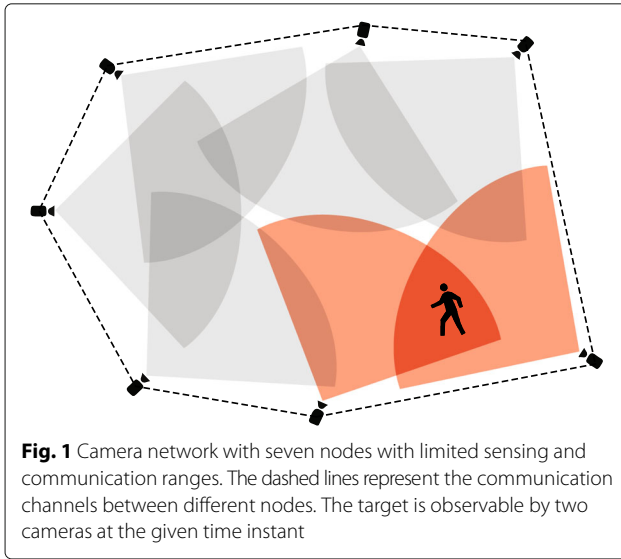 Fig. 1 Camera network with seven nodes with limited sensing and
communication ranges. The dashed lines represent the communication
channels between different nodes. The target is observable by two
cameras at the given time instant